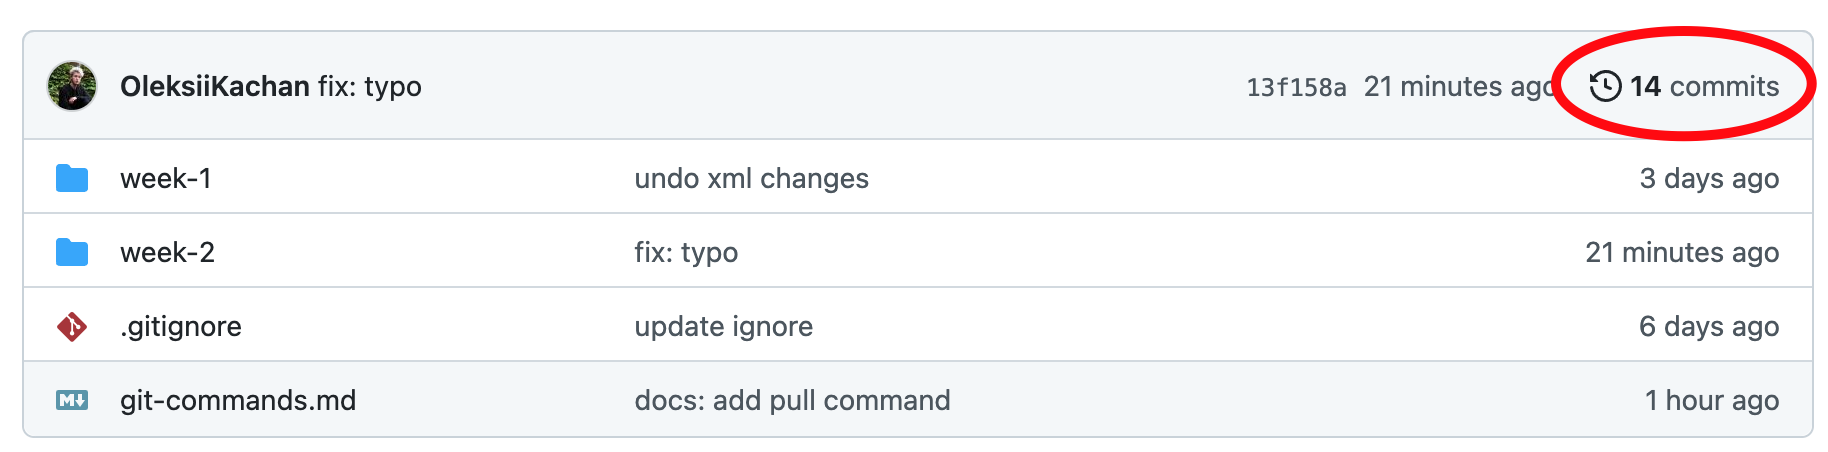 OleksiiKachan fix: typo 13f158a 21 minutes ago 14 commits
week-1 undo xml changes 3 days ago
week-2 fix: typo 21 minutes ago
.gitignore update ignore 6 days ago
M git-commands.md docs: add pull command 1 hour ago